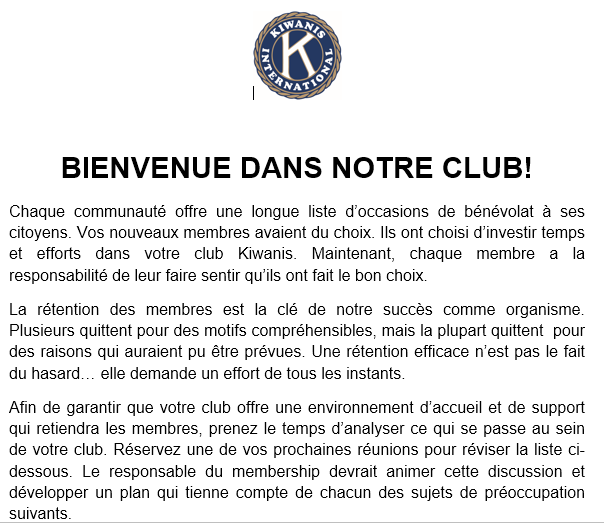 KIWANIS
K
INTERNATIONAL
BIENVENUE DANS NOTRE CLUB!
Chaque communauté offre une longue liste d’occasions de bénévolat à ses
citoyens. Vos nouveaux membres avaient du choix. Ils ont choisi d’investir temps
et efforts dans votre club Kiwanis. Maintenant, chaque membre a la
responsabilité de leur faire sentir qu’ils ont fait le bon choix.
La rétention des membres est la clé de notre succès comme organisme.
Plusieurs quittent pour des motifs compréhensibles, mais la plupart quittent  pour
des raisons qui auraient pu être prévues. Une rétention efficace n’est pas le fait
du hasard… elle demande un effort de tous les instants.
Afin de garantir que votre club offre une environnement d’accueil et de support
qui retiendra les membres, prenez le temps d’analyser ce qui se passe au sein
de votre club. Réservez une de vos prochaines réunions pour réviser la liste ci-
dessous. Le responsable du membership devrait animer cette discussion et
développer un plan qui tienne compte de chacun des sujets de préoccupation
suivants.